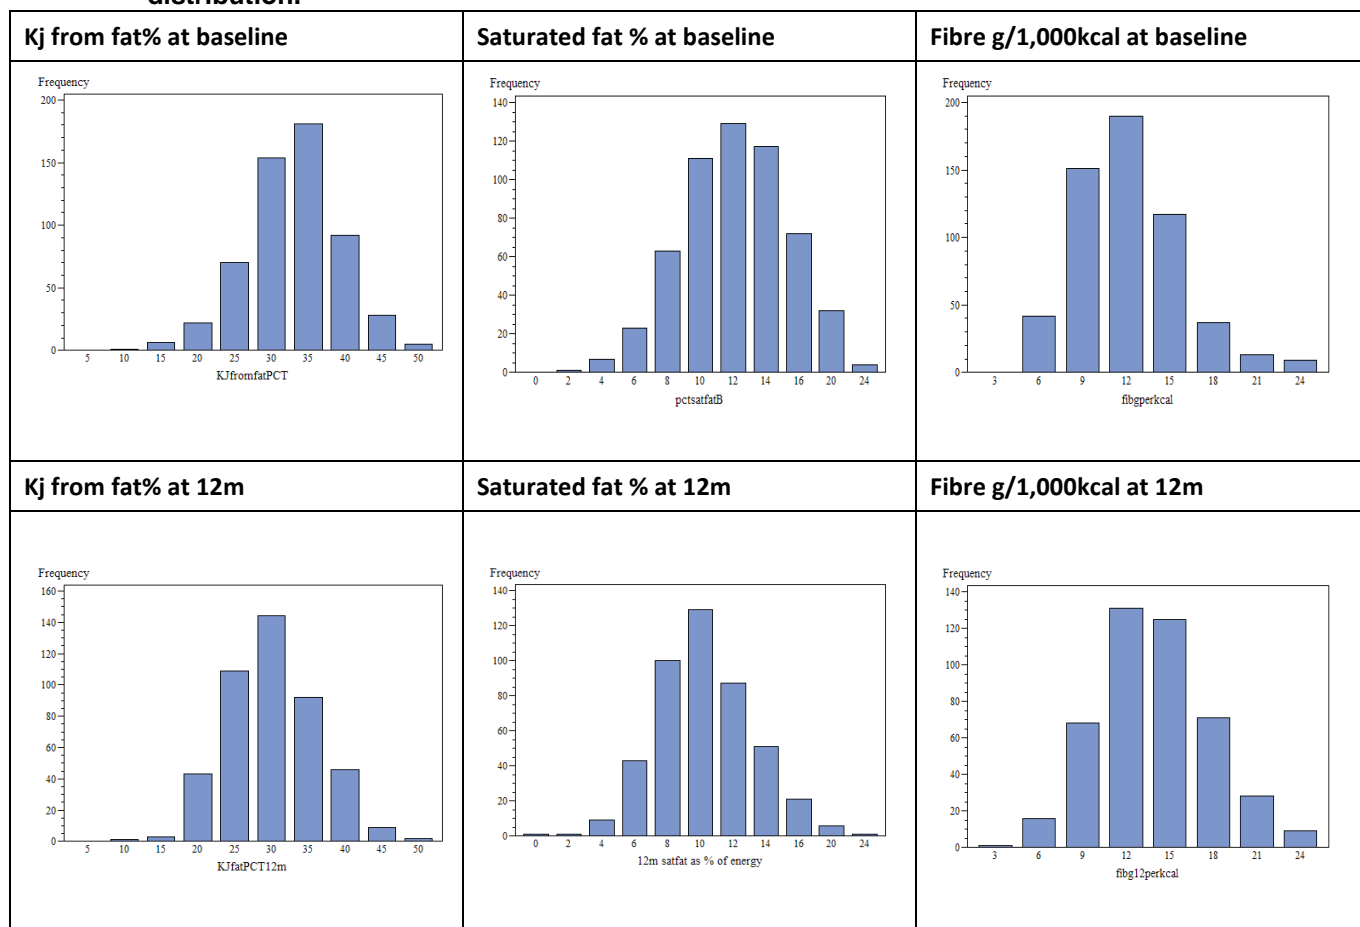 distribution.
Kj from fat% at baseline
Saturated fat % at baseline
Fibre g/1,000kcal at baseline
Frequency
200
150
100
50
0
5 10 15 20 25 30 35 40 45 50
KJfromfatPCT
Frequency
140
120
100
80
60
40
20
0
0 2 4 6 8 10 12 14 16 20 24
pctsatfatB
Frequency
200
150
100
50
0
3 6 9 12 15 18 21 24
fibgperkcal
Kj from fat% at 12m
Saturated fat % at 12m
Fibre g/1,000kcal at 12m
Frequency
160
140
120
100
80
60
40
20
0
5 10 15 20 25 30 35 40 45 50
KJfatPCT12m
Frequency
140
120
100
80
60
40
20
0
0 2 4 6 8 10 12 14 16 20 24
12m satfat as % of energy
Frequency
140
120
100
80
60
40
20
0
3 6 9 12 15 18 21 24
fibg12perkcal